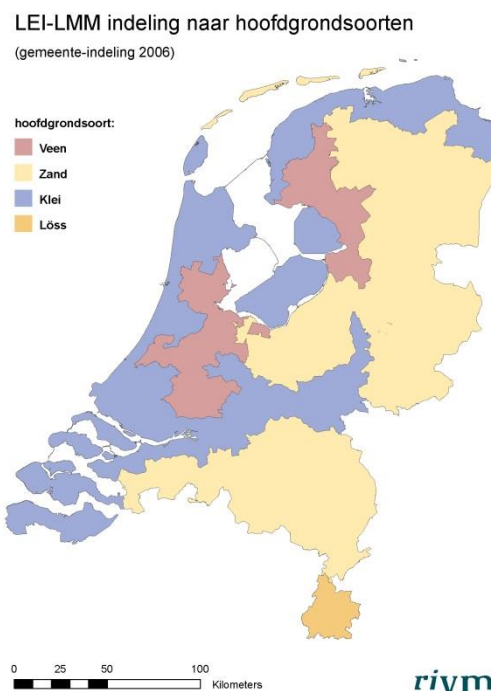 LEI-LMM indeling naar hoofdgrondsoorten
(gemeente-indeling 2006)
hoofdgrondsoort:
Veen
Zand
Klei
Löss
0 25 50 100
Kilometers
rivm